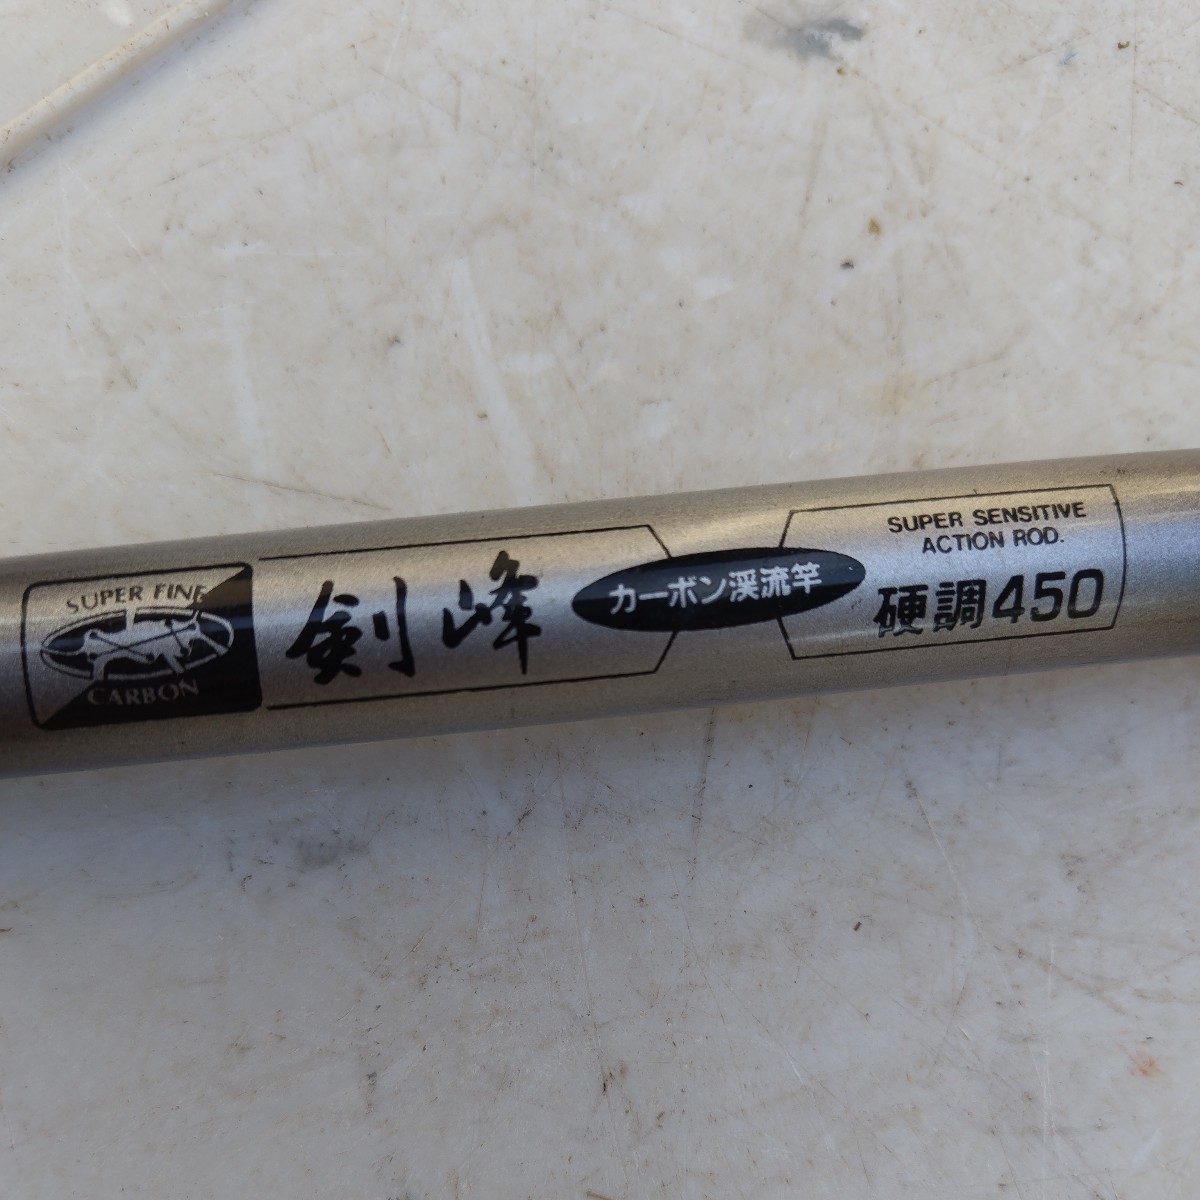 SUPER FINE
CARBON
剣峰
カーボン渓流竿
SUPER SENSITIVE
ACTION ROD.
硬調450